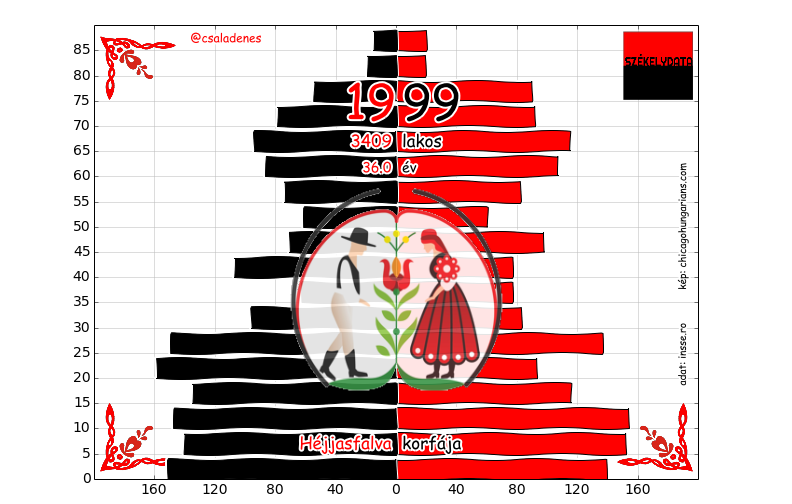 @csaladenes
SZÉKELYDATA
1999
3409 lakos
36.0 év
kép: chicagohungarians.com
adat: insse.ro
Héjjasfalva korfája
85
80
75
70
65
60
55
50
45
40
35
30
25
20
15
10
5
0
160 120 80 40 0 40 80 120 160